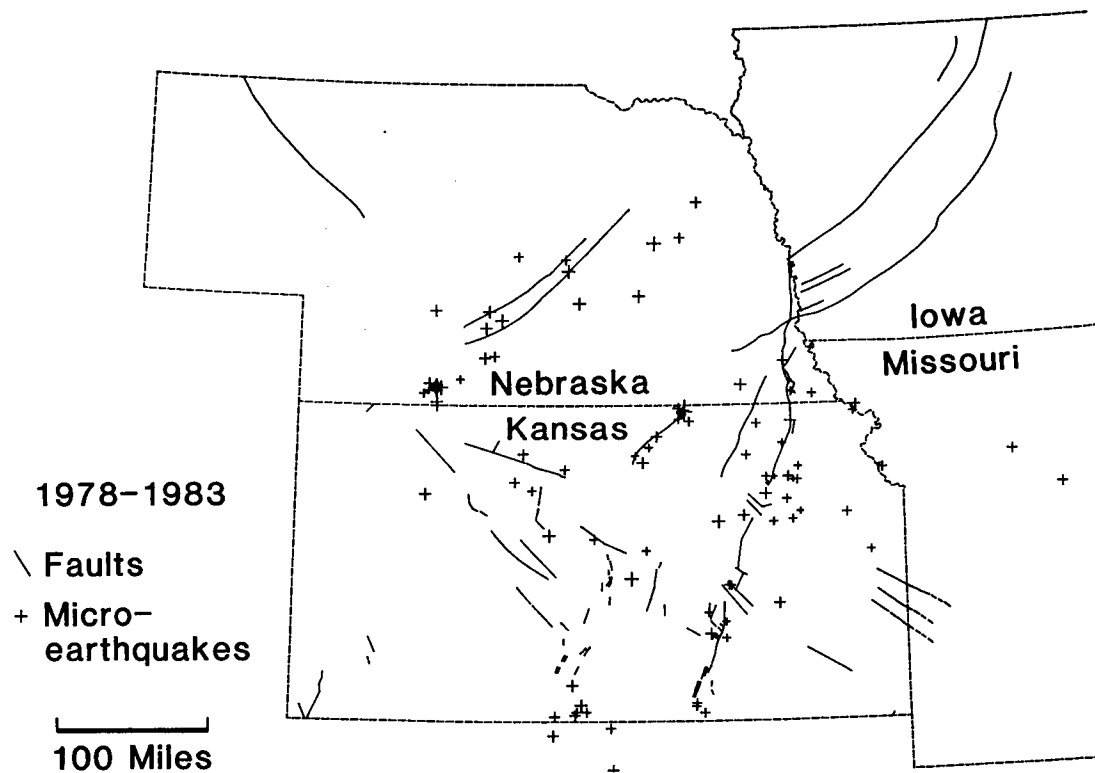 Iowa
Missouri
Nebraska
Kansas
1978-1983
Faults
Micro-
earthquakes
100 Miles